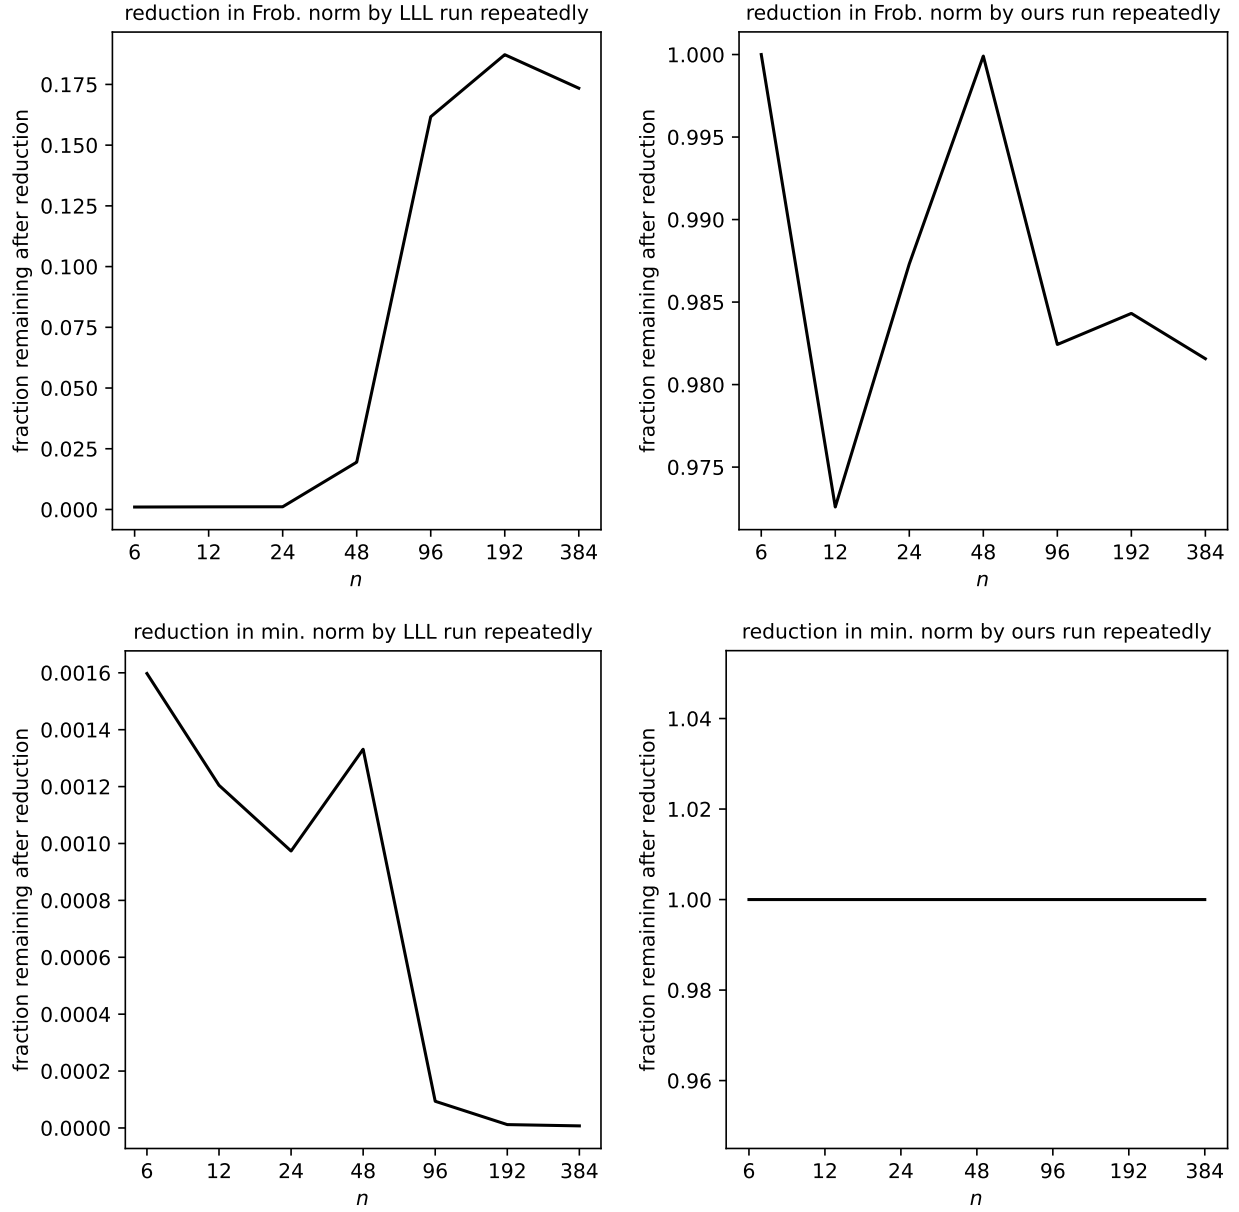 reduction in Frob. norm by LLL run repeatedly
fraction remaining after reduction
0.175
0.150
0.125
0.100
0.075
0.050
0.025
0.000
6 12 24 48 96 192 384
n
reduction in Frob. norm by ours run repeatedly
fraction remaining after reduction
1.000
0.995
0.990
0.985
0.980
0.975
6 12 24 48 96 192 384
n
reduction in min. norm by LLL run repeatedly
fraction remaining after reduction
0.0016
0.0014
0.0012
0.0010
0.0008
0.0006
0.0004
0.0002
0.0000
6 12 24 48 96 192 384
n
reduction in min. norm by ours run repeatedly
fraction remaining after reduction
1.04
1.02
1.00
0.98
0.96
6 12 24 48 96 192 384
n